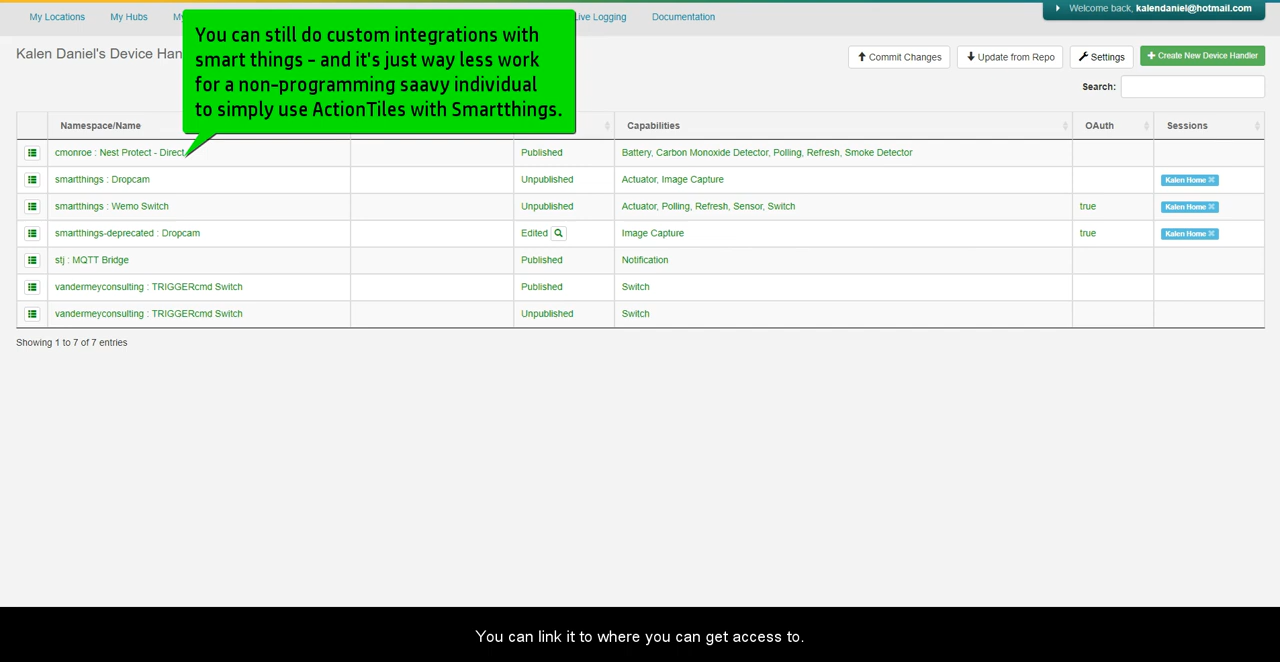 My Locations My Hubs My Live Logging Documentation
Welcome back, kalendaniel@hotmail.com
Kalen Daniel's Device Han
You can still do custom integrations with
smart things - and it's just way less work
for a non-programming saavy individual
to simply use ActionTiles with Smartthings.
Commit Changes Update from Repo Settings Create New Device Handler
Search:
Namespace/Name Capabilities OAuth Sessions
cmonroe : Nest Protect - Direct Published Battery, Carbon Monoxide Detector, Polling, Refresh, Smoke Detector
smartthings : Dropcam Unpublished Actuator, Image Capture Kalen Home
smartthings : Wemo Switch Unpublished Actuator, Polling, Refresh, Sensor, Switch true Kalen Home
smartthings-deprecated : Dropcam Edited Image Capture true Kalen Home
stj : MQTT Bridge Published Notification
vandermeyconsulting : TRIGGERcmd Switch Published Switch
vandermeyconsulting : TRIGGERcmd Switch Unpublished Switch
Showing 1 to 7 of 7 entries
You can link it to where you can get access to.